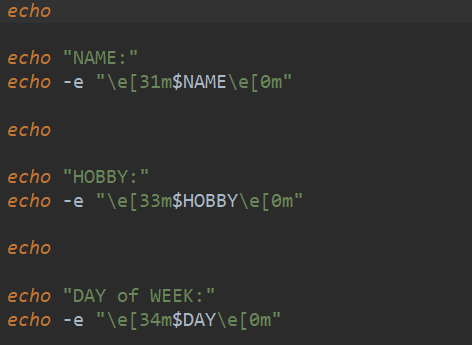 echo
echo "NAME:"
echo -e "\e[31m$NAME\e[0m"
echo
echo "HOBBY:"
echo -e "\e[33m$HOBBY\e[0m"
echo
echo "DAY of WEEK:"
echo -e "\e[34m$DAY\e[0m"